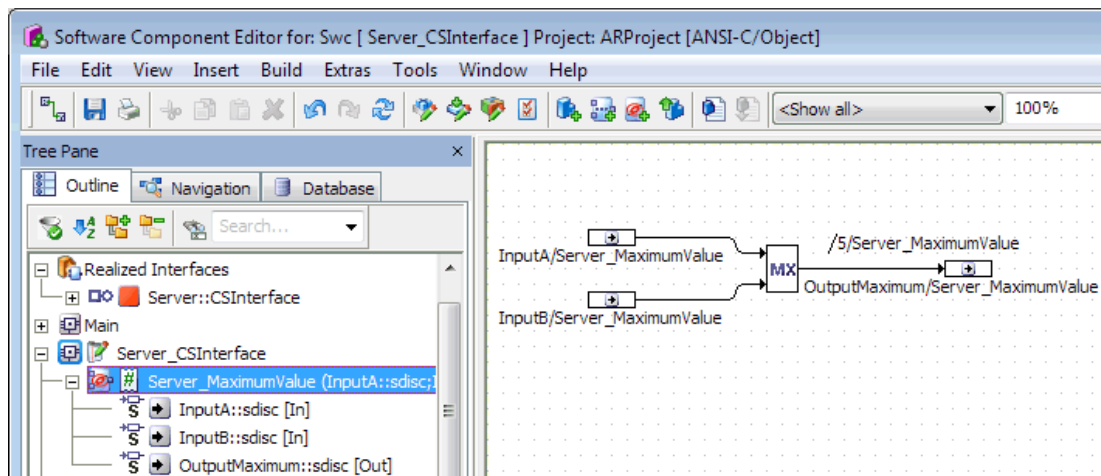 Software Component Editor for: Swc [ Server_CSInterface ] Project: ARProject [ANSI-C/Object]
File Edit View Insert Build Extras Tools Window Help
<Show all> 100%
Tree Pane
Outline Navigation Database
Search...
Realized Interfaces
Server::CSInterface
Main
Server_CSInterface
Server_MaximumValue (InputA::sdisc;
InputA::sdisc [In]
InputB::sdisc [In]
OutputMaximum::sdisc [Out]
InputA/Server_MaximumValue
InputB/Server_MaximumValue
MX
/5/Server_MaximumValue
OutputMaximum/Server_MaximumValue